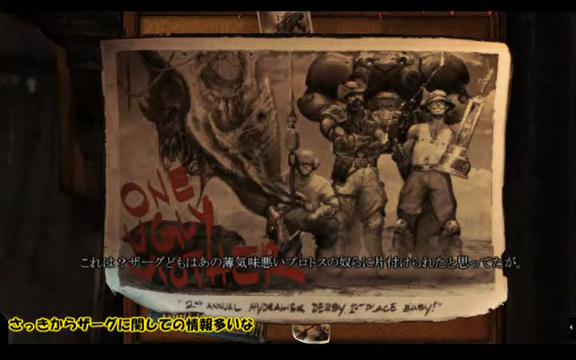 ONE
UGLY
MOTHER
これは？ザーグどもはあの薄気味悪いプロトスの奴らに片付けられたと思ってたが。
"2ND ANNUAL HYDRALISK DERBY 1ST PLACE BABY!"
さっきからザーグに関しての情報多いな